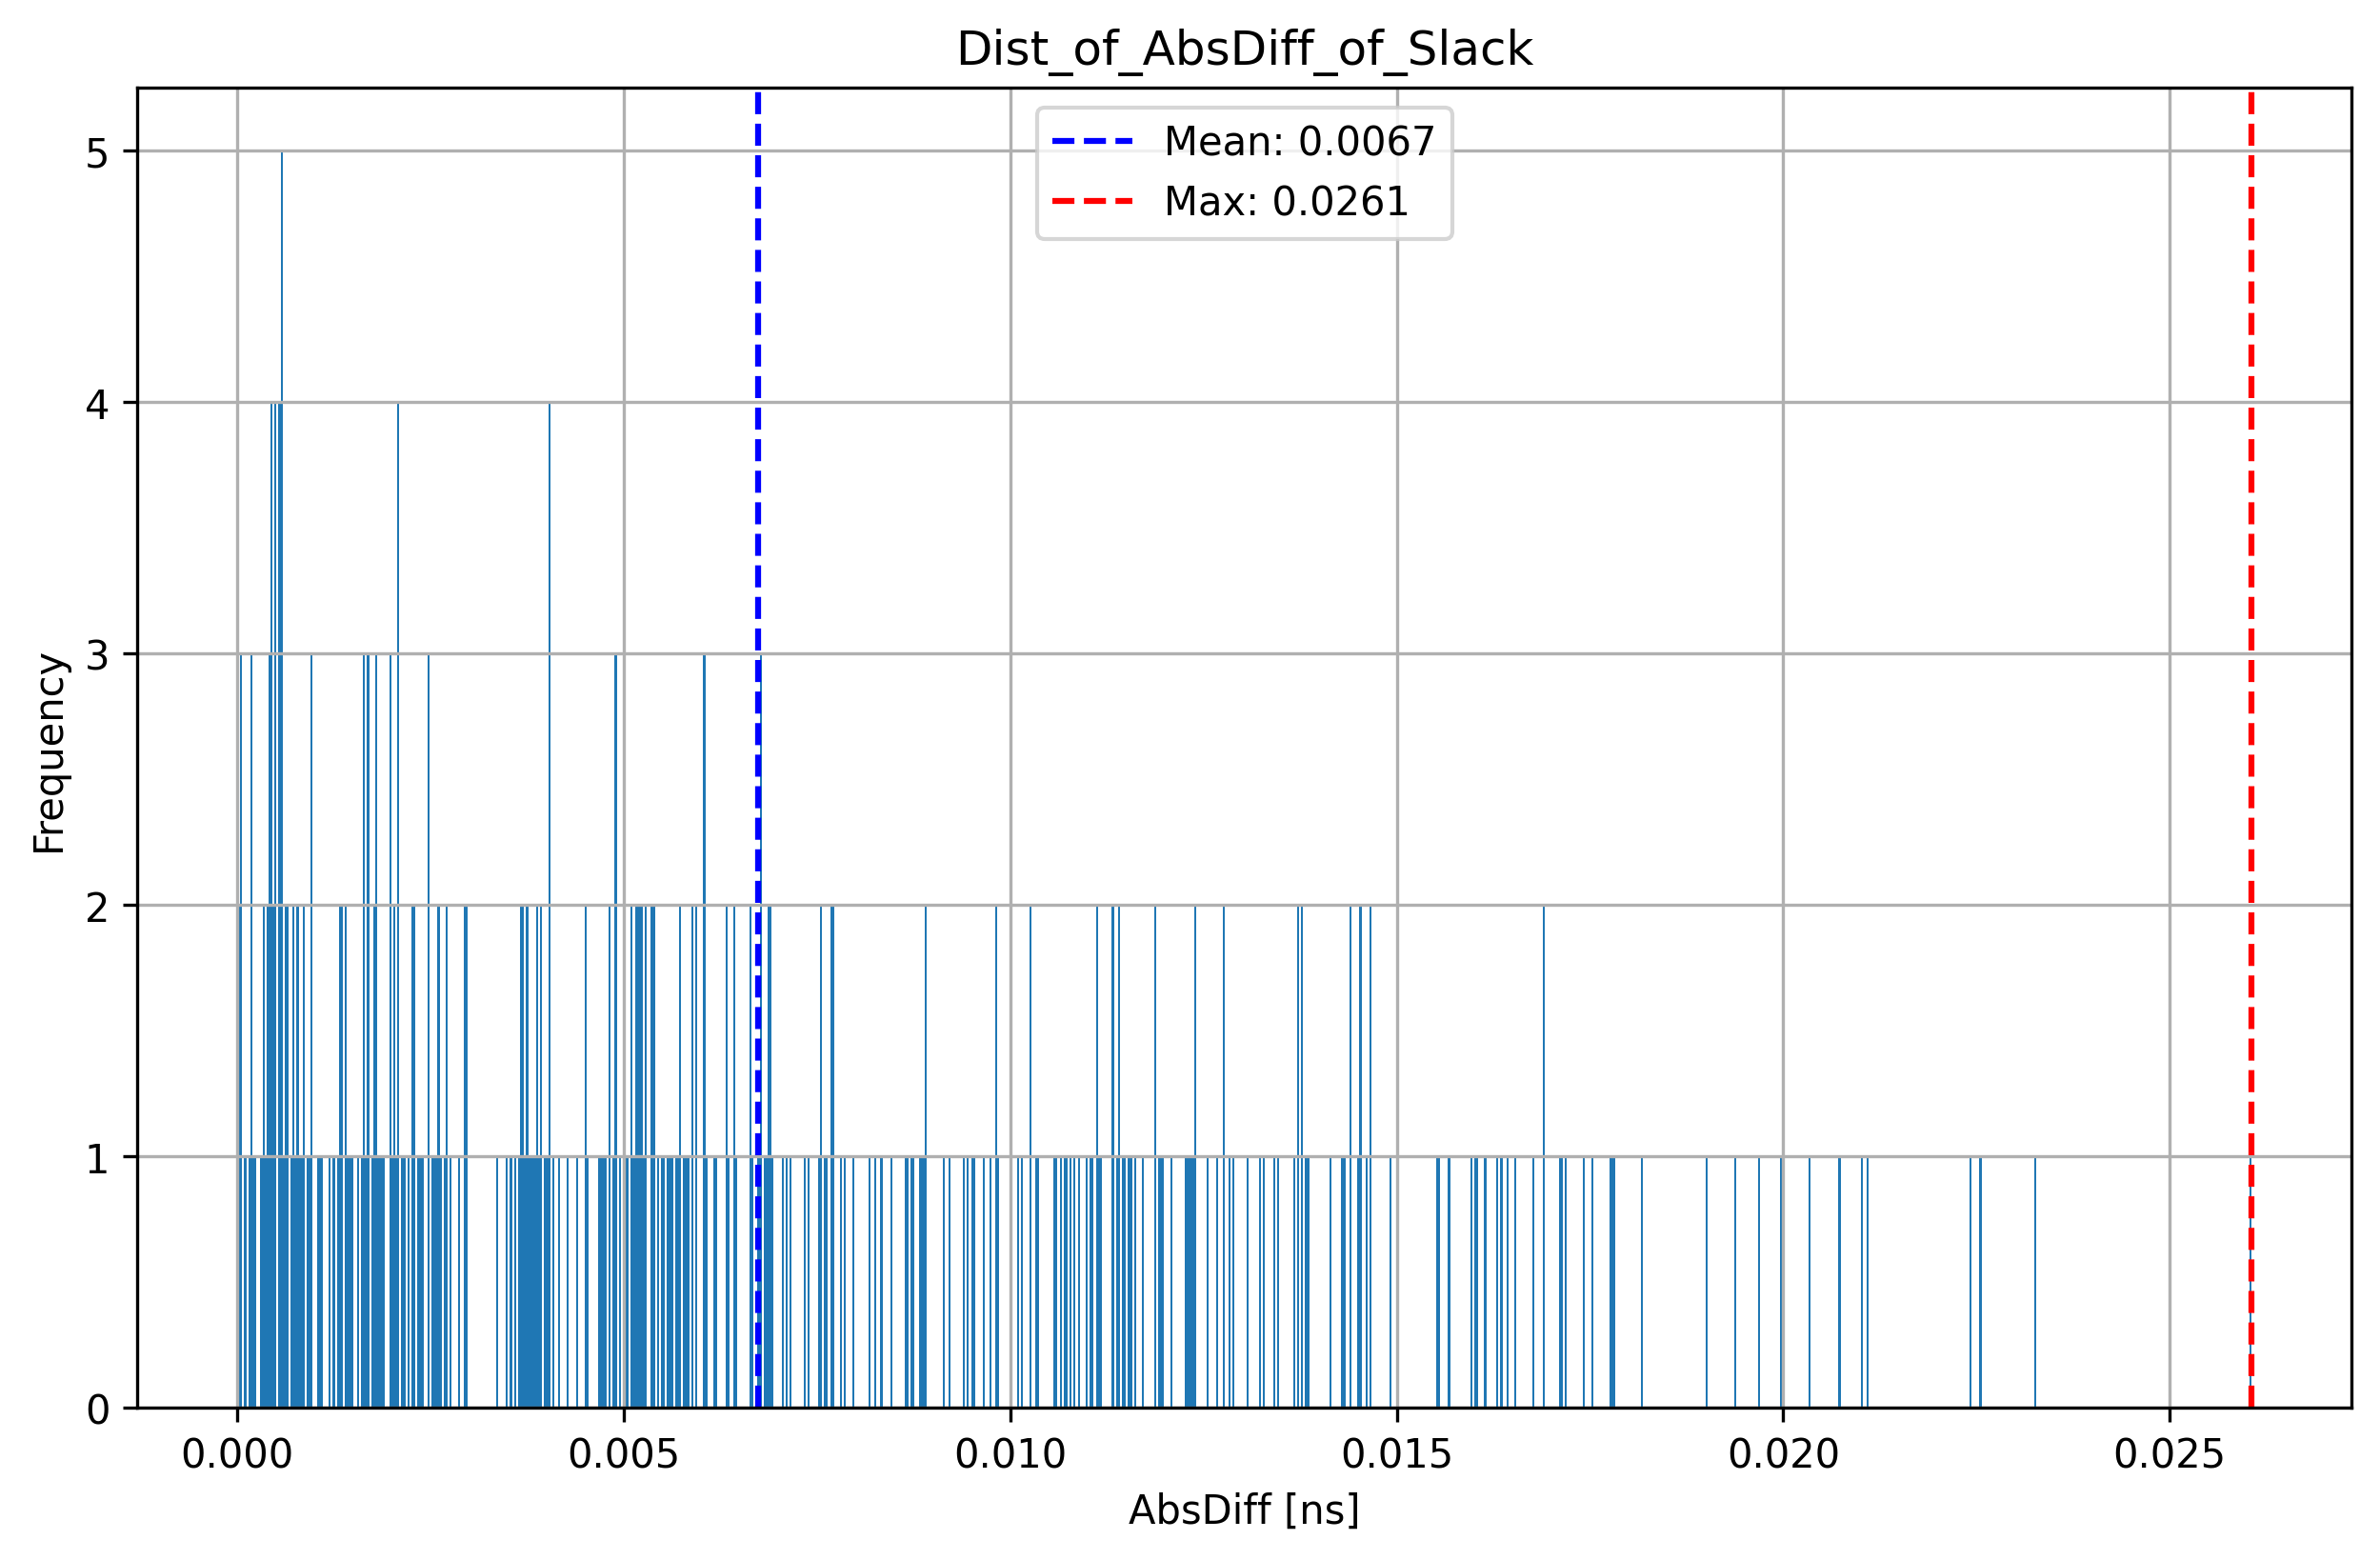 Dist_of_AbsDiff_of_Slack
Mean: 0.0067
Max: 0.0261
Frequency
5
4
3
2
1
0
0.000 0.005 0.010 0.015 0.020 0.025
AbsDiff [ns]